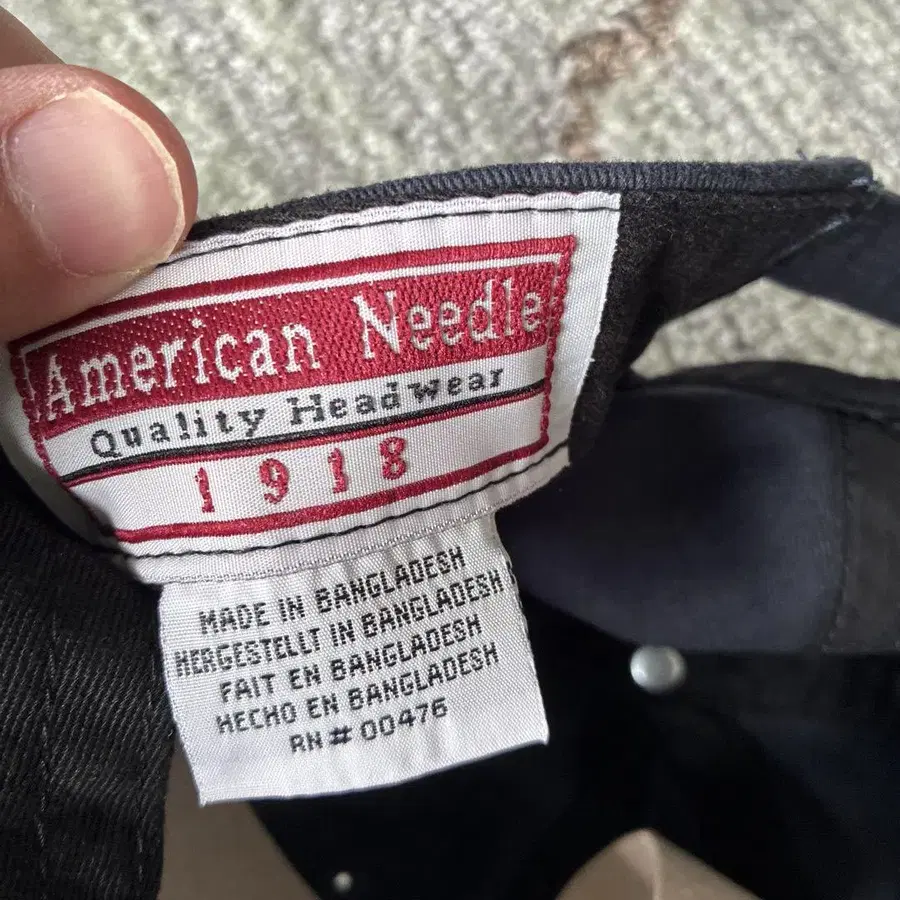 American Needle
Quality HeadWear
1918
MADE IN BANGLADESH
HERGESTELLT IN BANGLADESH
FAIT EN BANGLADESH
HECHO EN BANGLADESH
RN# 00476